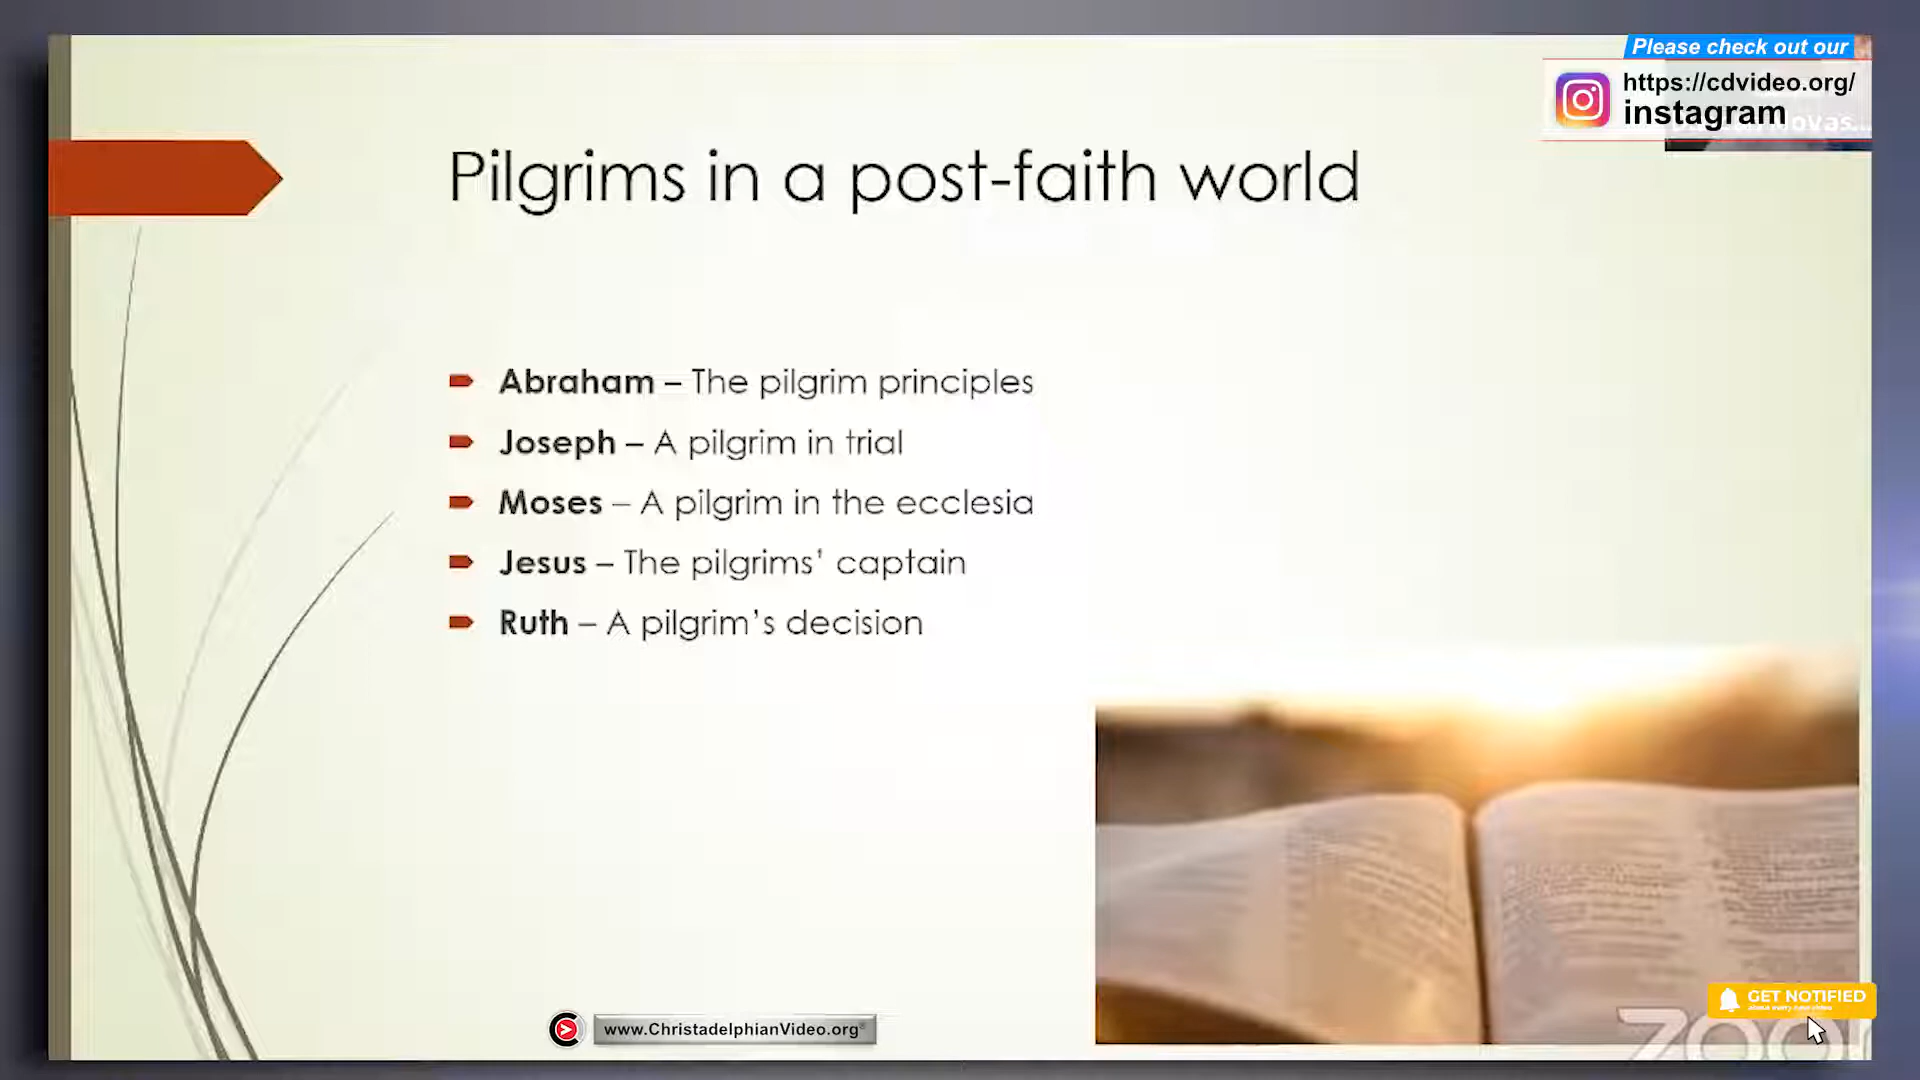 Please check out our
https://cdvideo.org/
instagram
Pilgrims in a post-faith world
Abraham – The pilgrim principles
Joseph – A pilgrim in trial
Moses – A pilgrim in the ecclesia
Jesus – The pilgrims’ captain
Ruth – A pilgrim’s decision
GET NOTIFIED
www.ChristadelphianVideo.org